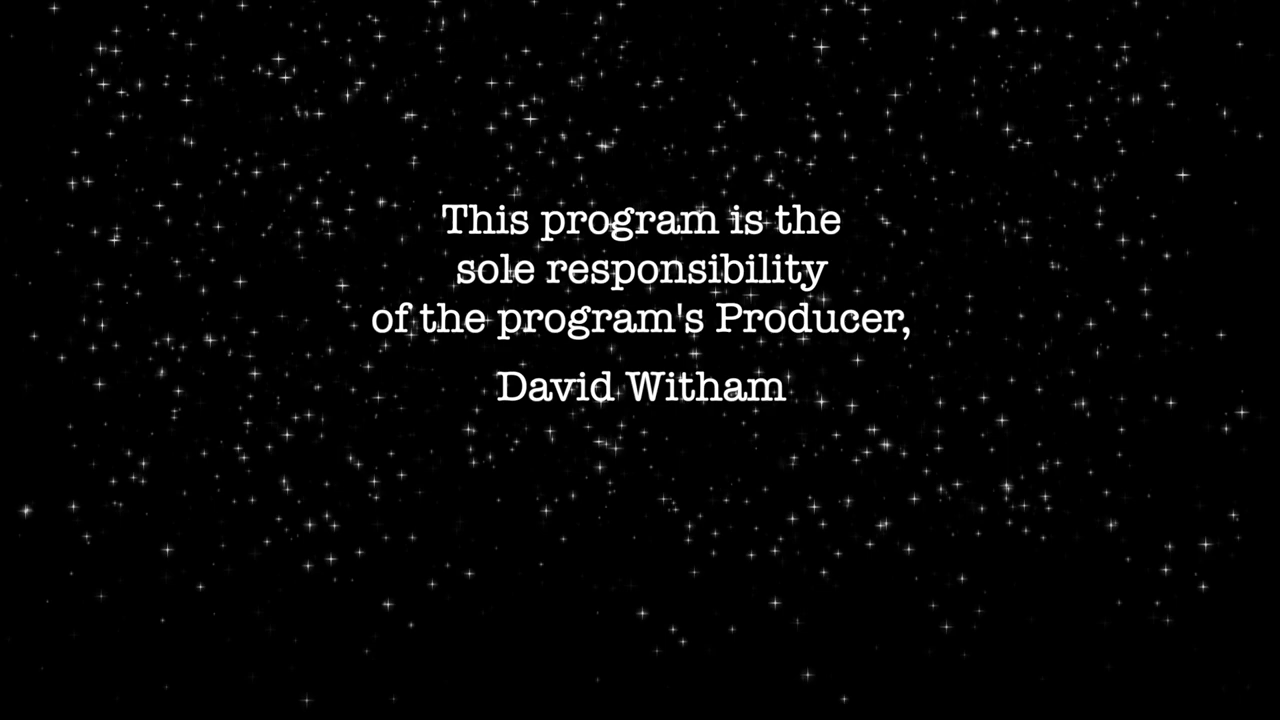 This program is the
sole responsibility
of the program's Producer,
David Witham